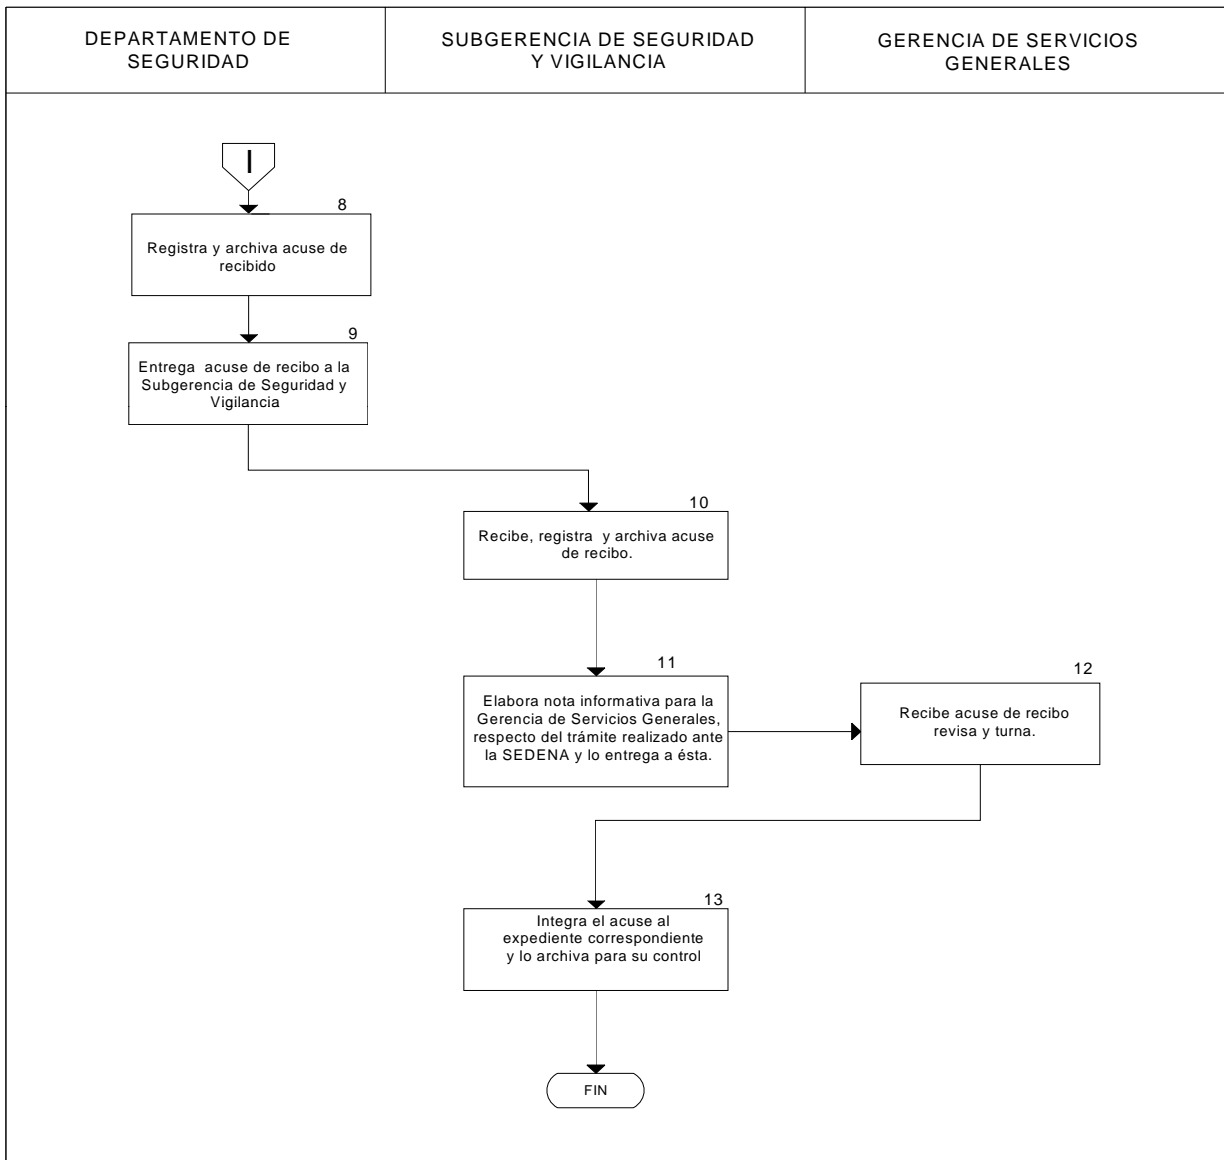 DEPARTAMENTO DE
SEGURIDAD
SUBGERENCIA DE SEGURIDAD
Y VIGILANCIA
GERENCIA DE SERVICIOS
GENERALES
I
8
Registra y archiva acuse de
recibido
9
Entrega acuse de recibo a la
Subgerencia de Seguridad y
Vigilancia
10
Recibe, registra y archiva acuse
de recibo.
11
Elabora nota informativa para la
Gerencia de Servicios Generales,
respecto del trámite realizado ante
la SEDENA y lo entrega a ésta.
12
Recibe acuse de recibo
revisa y turna.
13
Integra el acuse al
expediente correspondiente
y lo archiva para su control
FIN